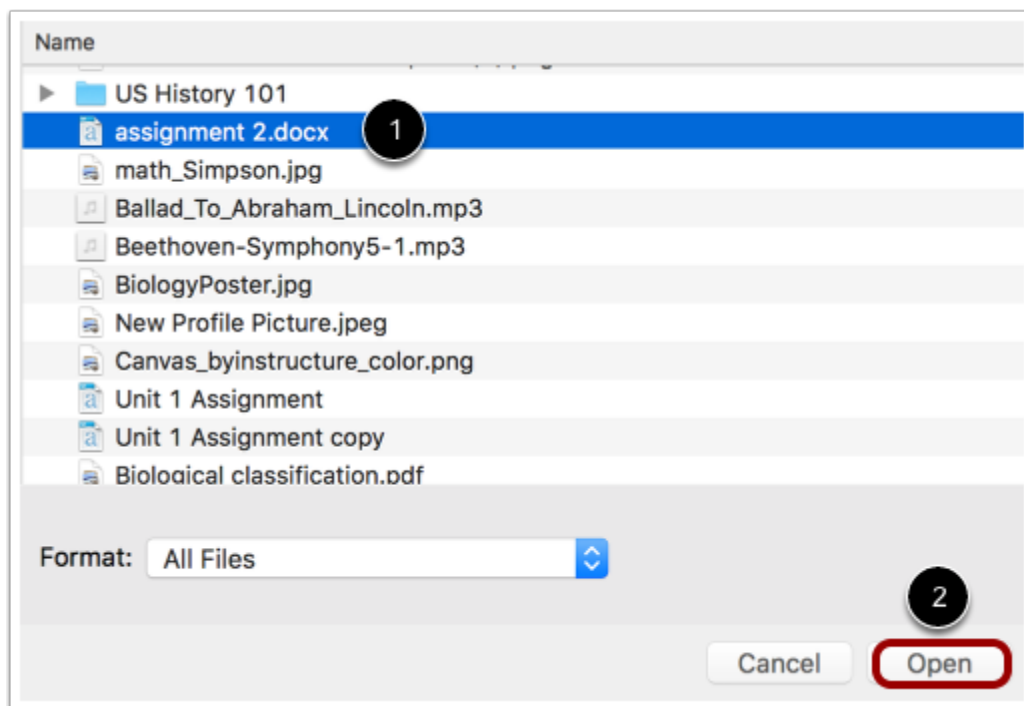 Name
US History 101
assignment 2.docx 1
math_Simpson.jpg
Ballad_To_Abraham_Lincoln.mp3
Beethoven-Symphony5-1.mp3
BiologyPoster.jpg
New Profile Picture.jpeg
Canvas_byinstructure_color.png
Unit 1 Assignment
Unit 1 Assignment copy
Biological classification.pdf
Format: All Files
2
Cancel Open